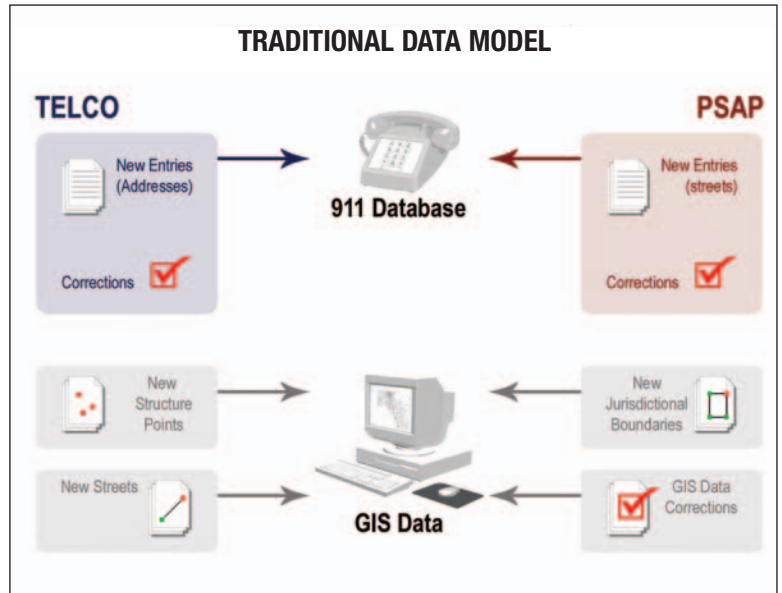 TRADITIONAL DATA MODEL
TELCO
PSAP
New Entries
(Addresses)
Corrections
911 Database
New Entries
(streets)
Corrections
New
Structure
Points
New Streets
GIS Data
New
Jurisdictional
Boundaries
GIS Data
Corrections